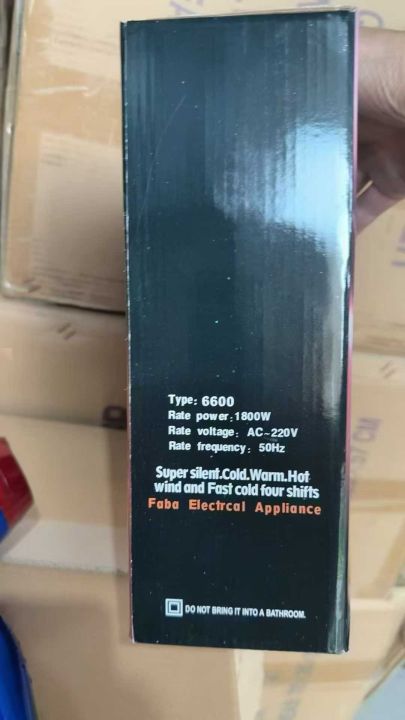 Type: 6600
Rate power: 1800W
Rate voltage: AC~220V
Rate frequency: 50Hz
Super silent.Cold.Warm.Hot
wind and Fast cold four shifts
Faba Electrcal Appliance
DO NOT BRING IT INTO A BATHROOM.